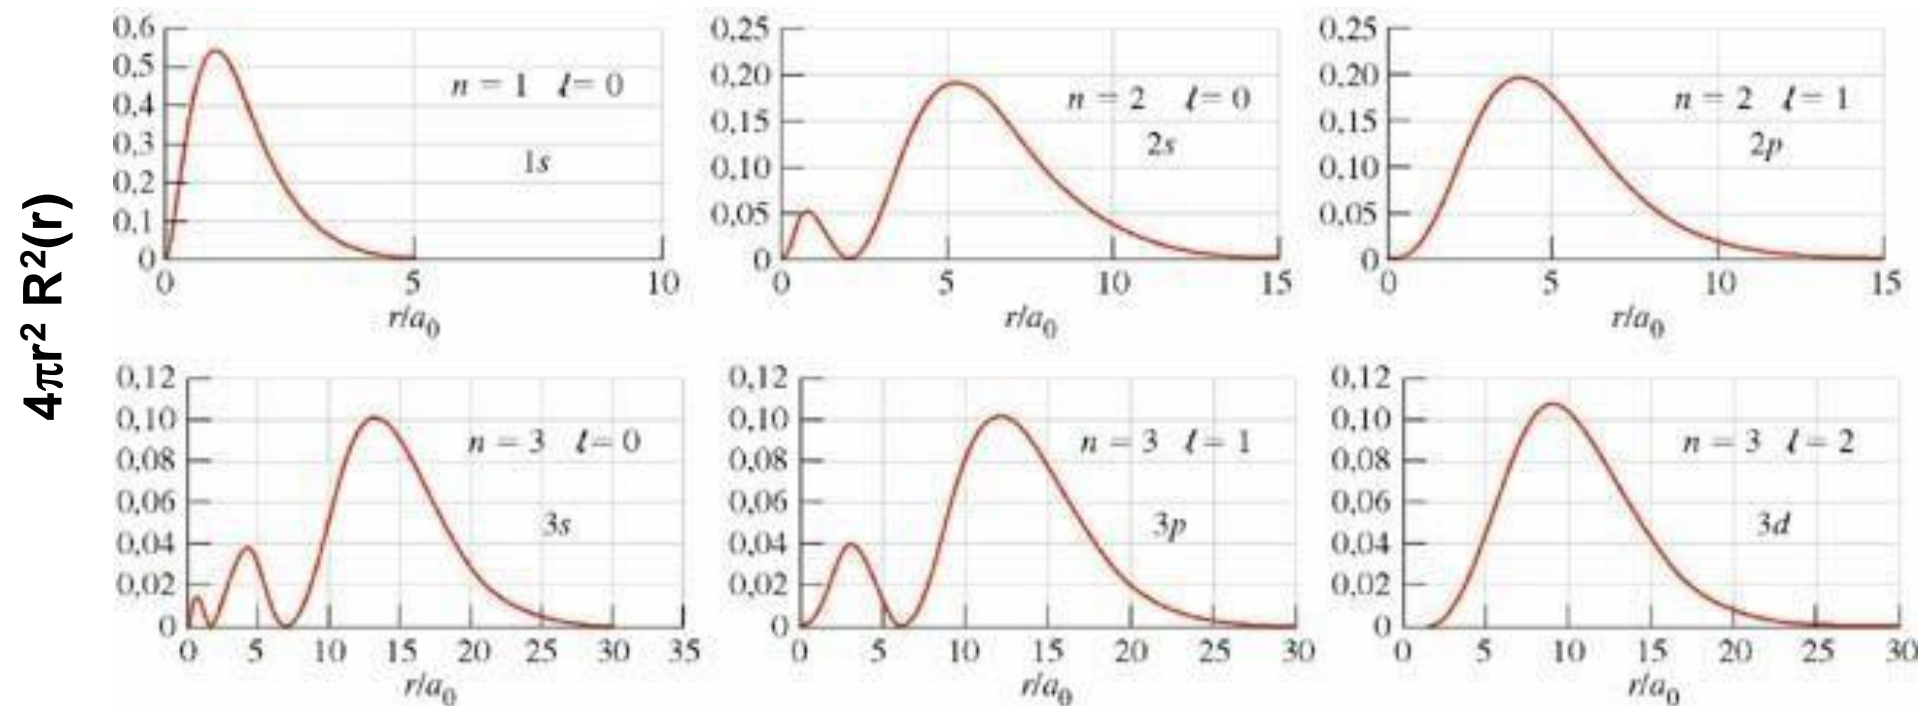 4πr² R²(r)
0,6
0,5
0,4
0,3
0,2
0,1
0
n = 1 ℓ = 0
1s
0 5 10
r/a₀
0,25
0,20
0,15
0,10
0,05
0
n = 2 ℓ = 0
2s
0 5 10 15
r/a₀
0,25
0,20
0,15
0,10
0,05
0
n = 2 ℓ = 1
2p
0 5 10 15
r/a₀
0,12
0,10
0,08
0,06
0,04
0,02
0
n = 3 ℓ = 0
3s
0 5 10 15 20 25 30 35
r/a₀
0,12
0,10
0,08
0,06
0,04
0,02
0
n = 3 ℓ = 1
3p
0 5 10 15 20 25 30
r/a₀
0,12
0,10
0,08
0,06
0,04
0,02
0
n = 3 ℓ = 2
3d
0 5 10 15 20 25 30
r/a₀